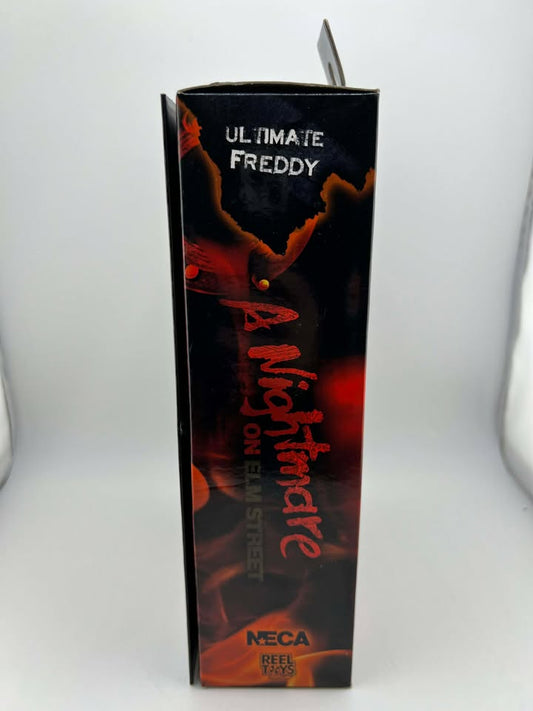 ULTIMATE
FREDDY
A Nightmare
ON ELM STREET
NECA
REEL
TOYS